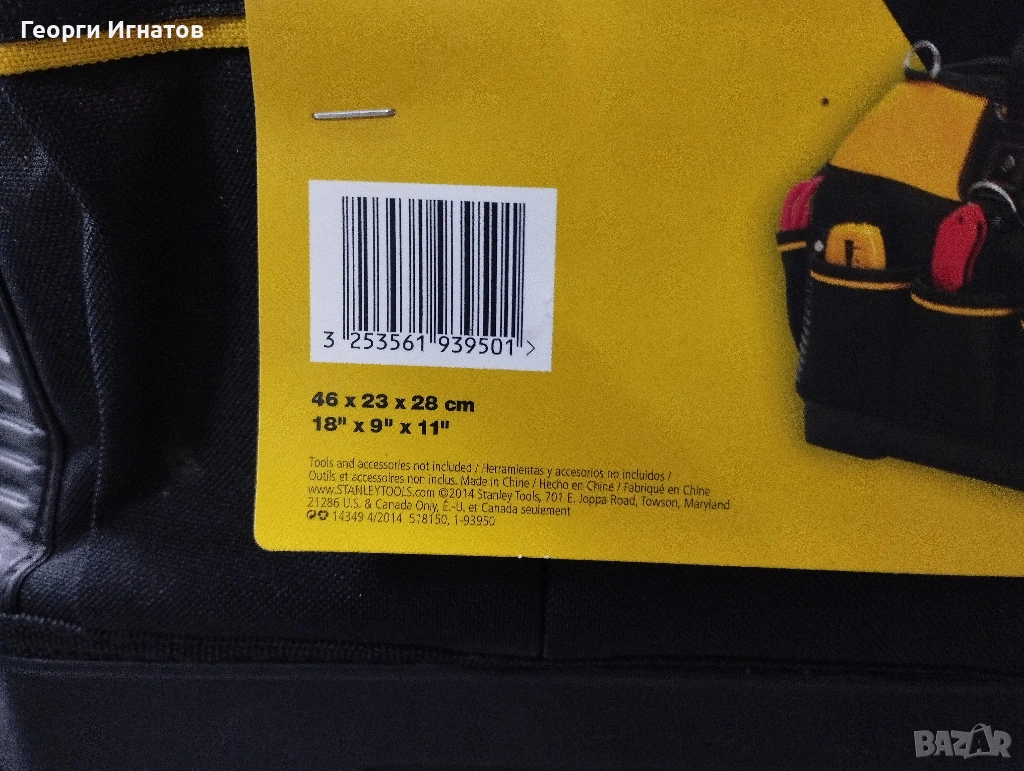 Георги Игнатов
3 253561 939501 >
46 x 23 x 28 cm
18" x 9" x 11"
Tools and accessories not included / Herramientas y accesorios no incluidos /
Outils et accessoires non inclus. Made in China / Hecho en China / Fabriqué en Chine
www.STANLEYTOOLS.com ©2014 Stanley Tools, 701 E. Joppa Road, Towson, Maryland
21286 U.S. & Canada Only, É.-U. et Canada seulement
14349 4/2014 518150, 1-93950
BAZAR